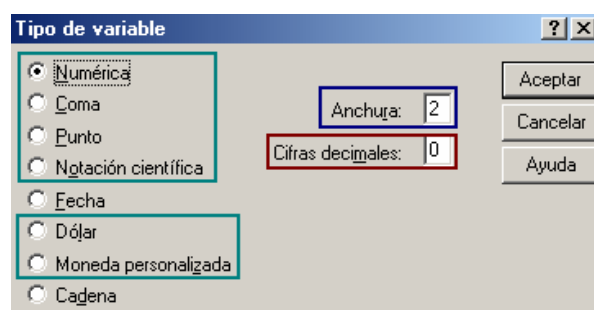 Tipo de variable
Numérica
Coma
Punto
Notación científica
Fecha
Dólar
Moneda personalizada
Cadena
Anchura: 2
Cifras decimales: 0
? X
Aceptar
Cancelar
Ayuda